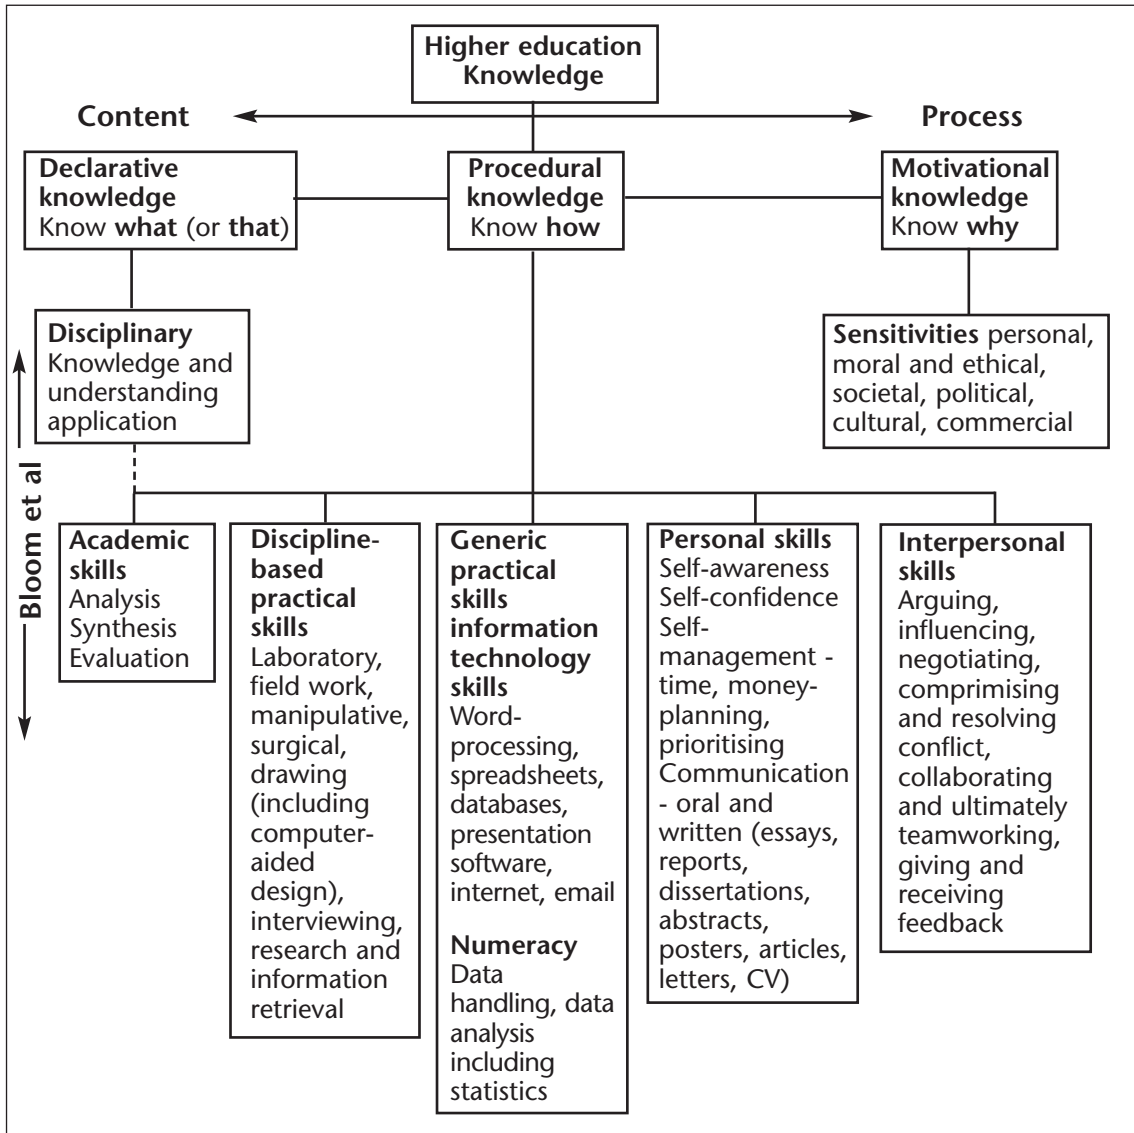 Higher education
Knowledge
Content
Process
Declarative
knowledge
Know what (or that)
Procedural
knowledge
Know how
Motivational
knowledge
Know why
Disciplinary
Knowledge and
understanding
application
Sensitivities personal,
moral and ethical,
societal, political,
cultural, commercial
Bloom et al
Academic
skills
Analysis
Synthesis
Evaluation
Discipline-
based
practical
skills
Laboratory,
field work,
manipulative,
surgical,
drawing
(including
computer-
aided
design),
interviewing,
research and
information
retrieval
Generic
practical
skills
information
technology
skills
Word-
processing,
spreadsheets,
databases,
presentation
software,
internet, email
Numeracy
Data
handling, data
analysis
including
statistics
Personal skills
Self-awareness
Self-confidence
Self-
management -
time, money-
planning,
prioritising
Communication
- oral and
written (essays,
reports,
dissertations,
abstracts,
posters, articles,
letters, CV)
Interpersonal
skills
Arguing,
influencing,
negotiating,
comprimising
and resolving
conflict,
collaborating
and ultimately
teamworking,
giving and
receiving
feedback